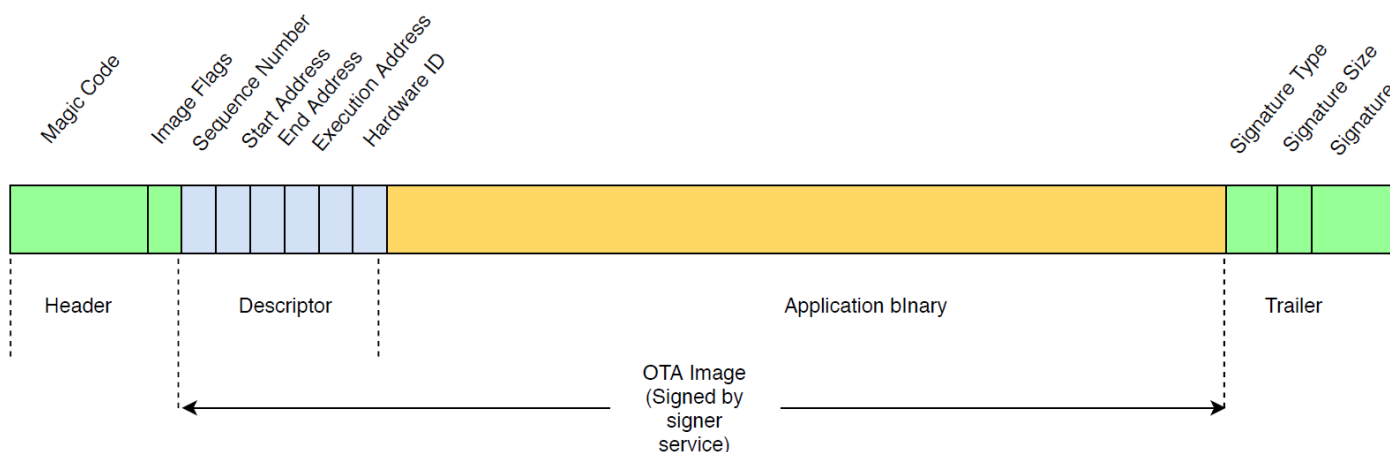 Magic Code
Image Flags
Sequence Number
Start Address
End Address
Execution Address
Hardware ID
Signature Type
Signature Size
Signature
Header
Descriptor
Application bInary
Trailer
OTA Image
(Signed by
signer
service)